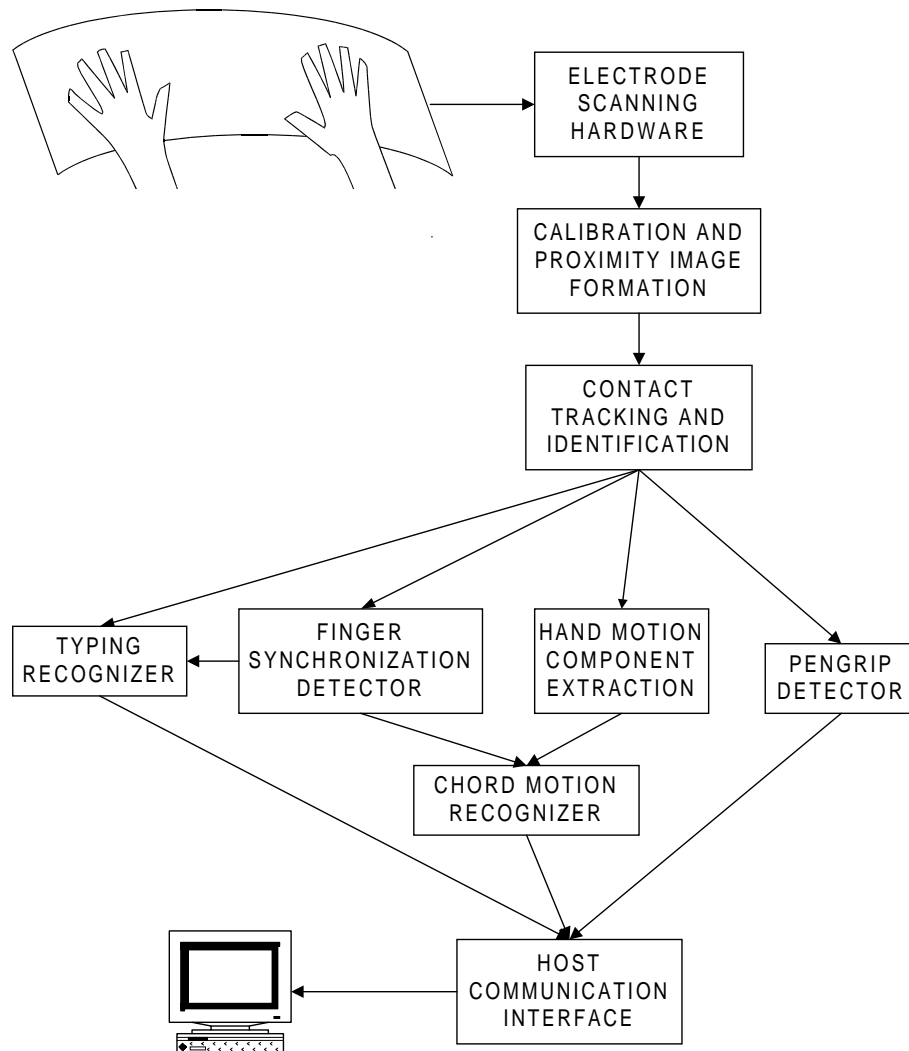 ELECTRODE
SCANNING
HARDWARE
CALIBRATION AND
PROXIMITY IMAGE
FORMATION
CONTACT
TRACKING AND
IDENTIFICATION
TYPING
RECOGNIZER
FINGER
SYNCHRONIZATION
DETECTOR
HAND MOTION
COMPONENT
EXTRACTION
PENGRIP
DETECTOR
CHORD MOTION
RECOGNIZER
HOST
COMMUNICATION
INTERFACE